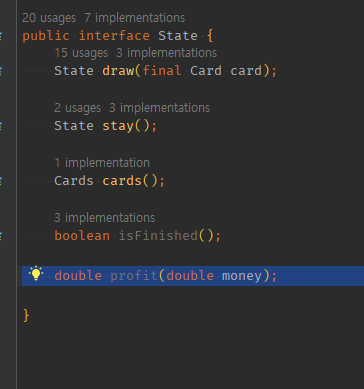 20 usages 7 implementations
public interface State {
15 usages 3 implementations
State draw(final Card card);
2 usages 3 implementations
State stay();
1 implementation
Cards cards();
3 implementations
boolean isFinished();
double profit(double money);
}